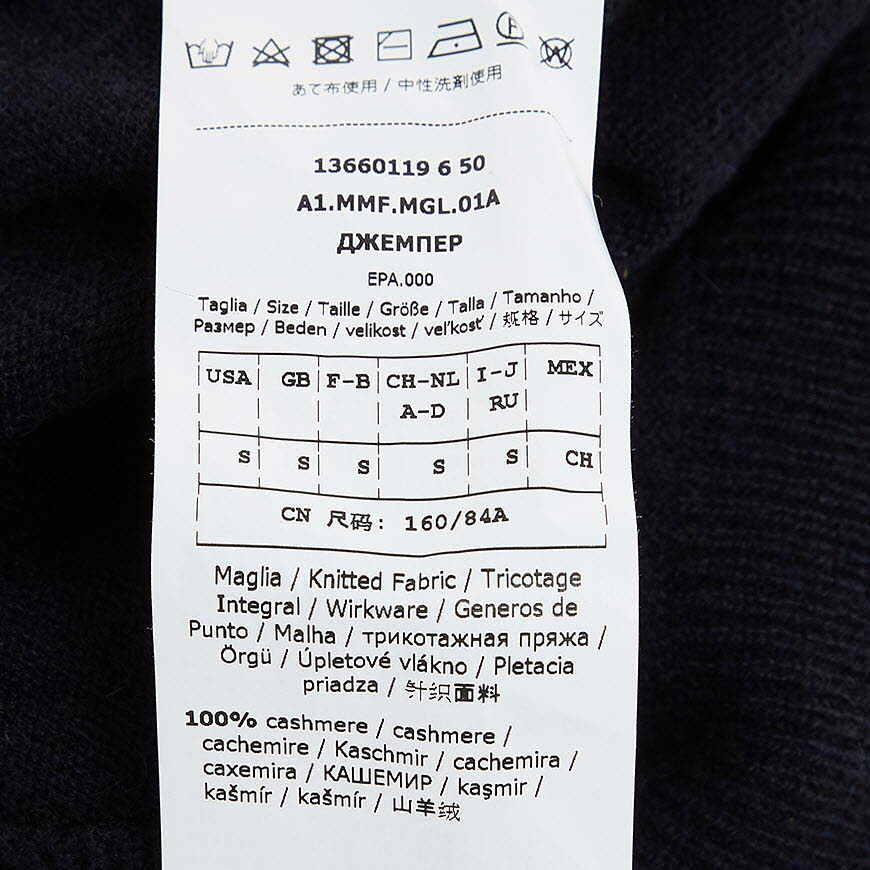 あて布使用 / 中性洗剤使用
13660119 6 50
A1.MMF.MGL.01A
ДЖЕМПЕР
EPA.000
Taglia / Size / Taille / Größe / Talla / Tamanho /
Размер / Beden / velikost / veľkosť / 规格 / サイズ
USA GB F-B CH-NL I-J MEX
A-D RU
S S S S S CH
CN 尺码: 160/84A
Maglia / Knitted Fabric / Tricotage
Integral / Wirkware / Generos de
Punto / Malha / трикотажная пряжа /
Örgü / Úpletové vlákno / Pletacia
priadza / 针织面料
100% cashmere / cashmere /
cachemire / Kaschmir / cachemira /
caxemira / КАШЕМИР / kaşmir /
kašmír / kašmír / 山羊绒